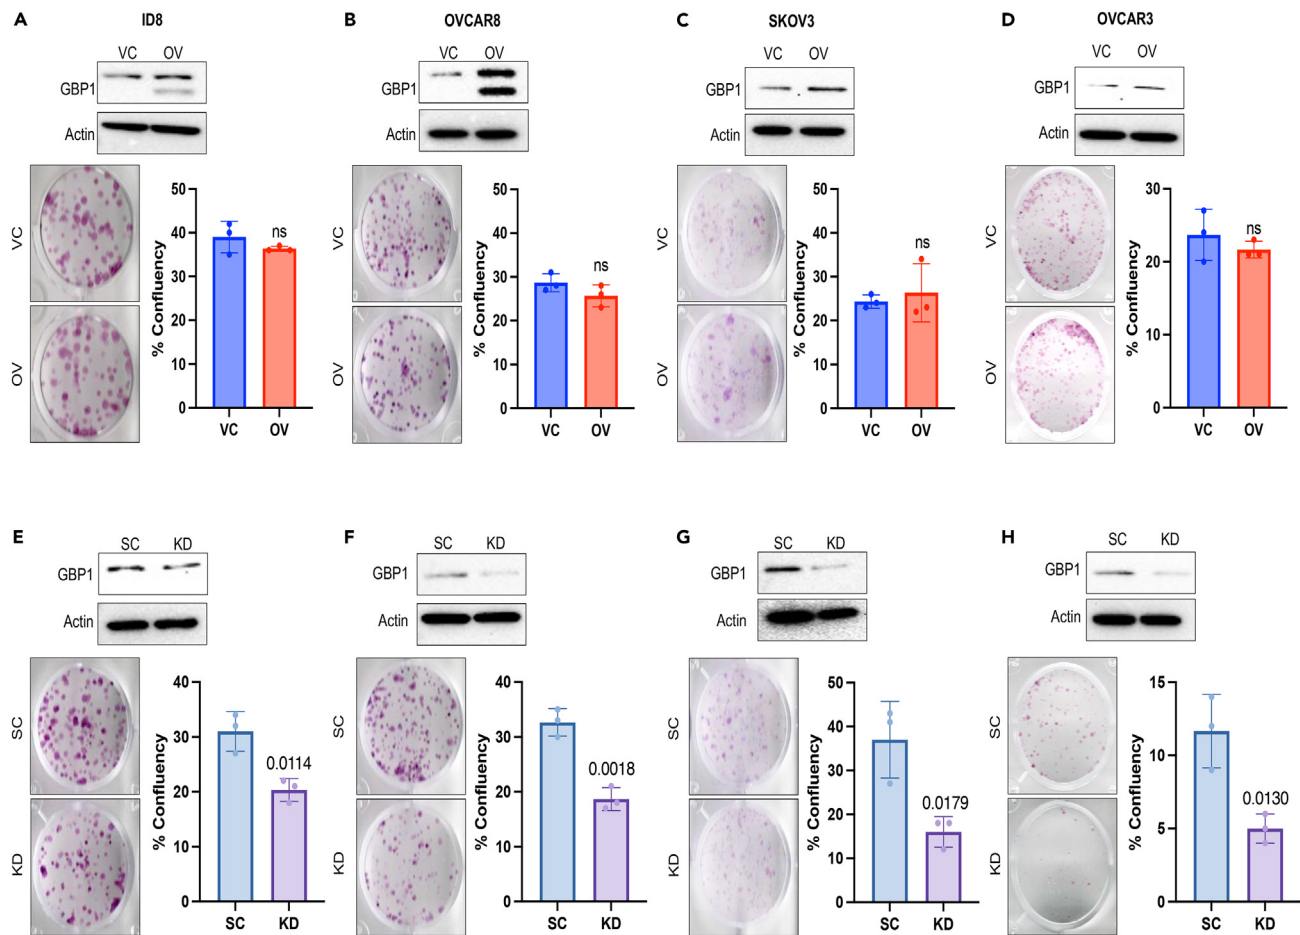 A ID8
VC OV
GBP1
Actin
VC
OV
% Confluency
50
40
30
20
10
0
ns
VC OV
B OVCAR8
VC OV
GBP1
Actin
VC
OV
% Confluency
50
40
30
20
10
0
ns
VC OV
C SKOV3
VC OV
GBP1
Actin
VC
OV
% Confluency
50
40
30
20
10
0
ns
VC OV
D OVCAR3
VC OV
GBP1
Actin
VC
OV
% Confluency
30
20
10
0
ns
VC OV
E
SC KD
GBP1
Actin
SC
KD
% Confluency
40
30
20
10
0
0.0114
SC KD
F
SC KD
GBP1
Actin
SC
KD
% Confluency
40
30
20
10
0
0.0018
SC KD
G
SC KD
GBP1
Actin
SC
KD
% Confluency
50
40
30
20
10
0
0.0179
SC KD
H
SC KD
GBP1
Actin
SC
KD
% Confluency
15
10
5
0
0.0130
SC KD